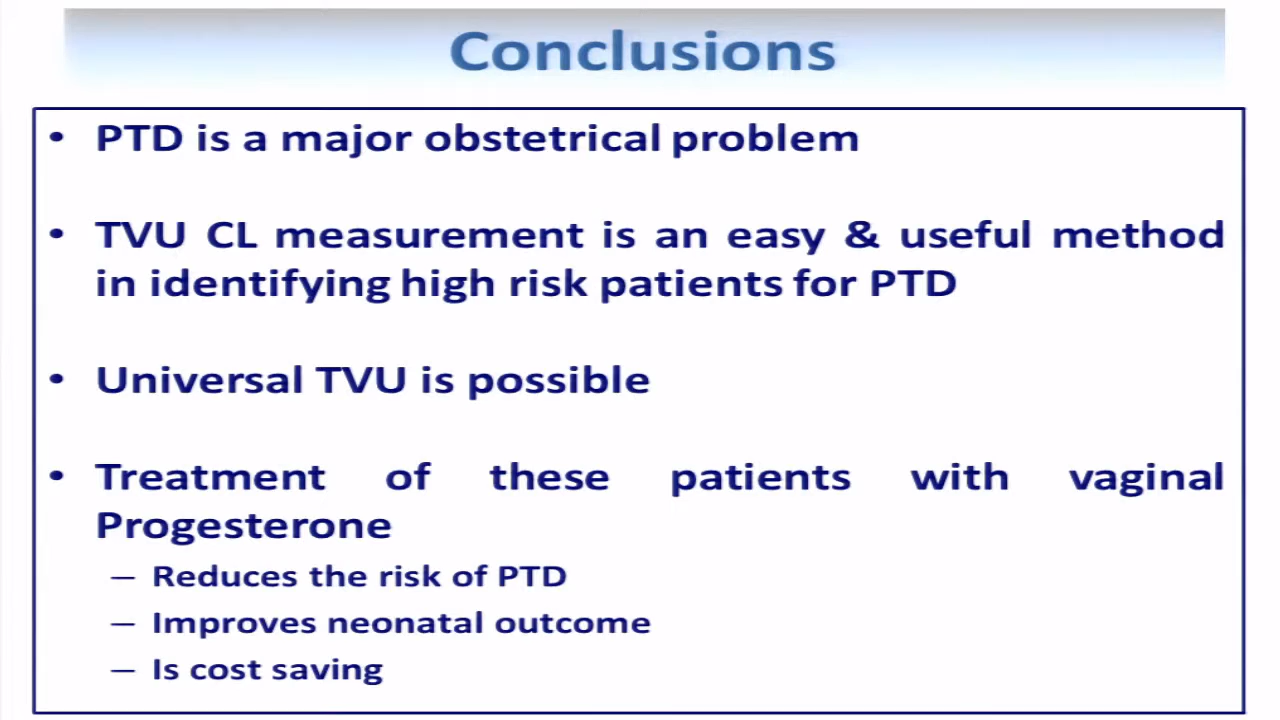 Conclusions
• PTD is a major obstetrical problem
• TVU CL measurement is an easy & useful method
in identifying high risk patients for PTD
• Universal TVU is possible
• Treatment of these patients with vaginal
Progesterone
– Reduces the risk of PTD
– Improves neonatal outcome
– Is cost saving